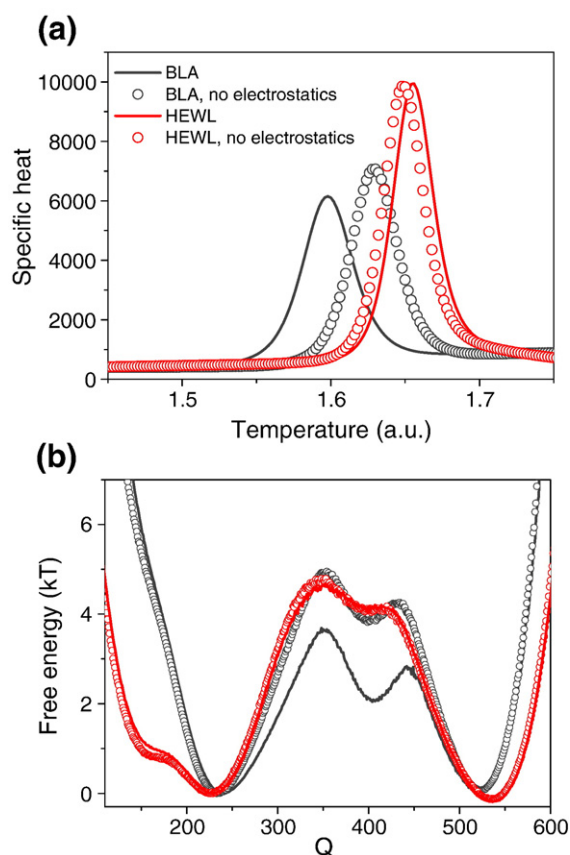 (a)
BLA
BLA, no electrostatics
HEWL
HEWL, no electrostatics
10000
8000
6000
4000
2000
0
Specific heat
1.5 1.6 1.7
Temperature (a.u.)
(b)
6
4
2
0
Free energy (kT)
200 300 400 500 600
Q